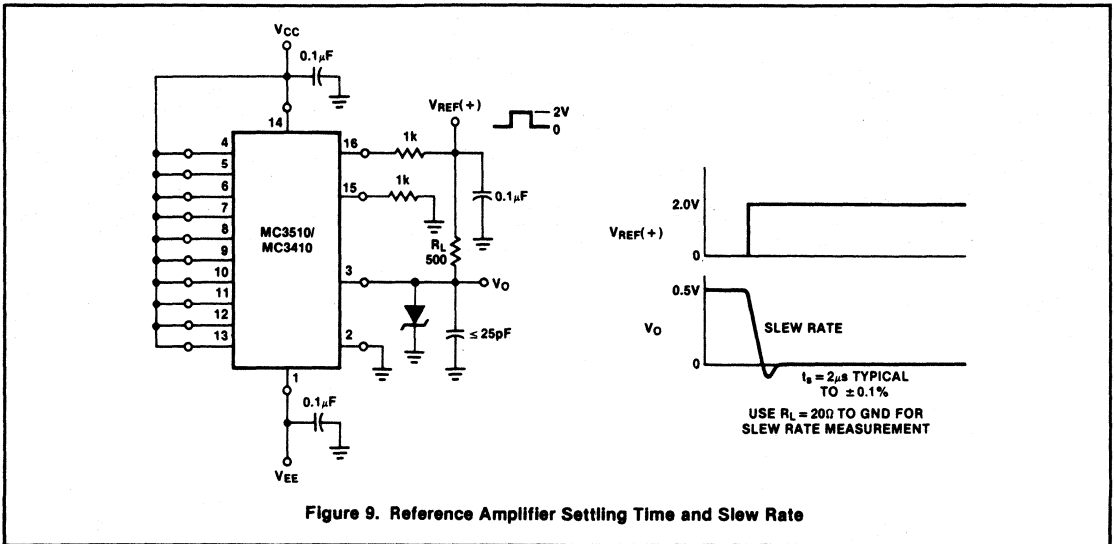 VCC
0.1µF
14
VREF(+)
2V
0
4
5
6
7
8
9
10
11
12
13
MC3510/
MC3410
16
1k
15
1k
0.1µF
RL
500
3
VO
≤25pF
2
1
0.1µF
VEE
2.0V
VREF(+)
0
0.5V
VO
SLEW RATE
0
ts = 2µs TYPICAL
TO ±0.1%
USE RL = 20Ω TO GND FOR
SLEW RATE MEASUREMENT
Figure 9. Reference Amplifier Settling Time and Slew Rate